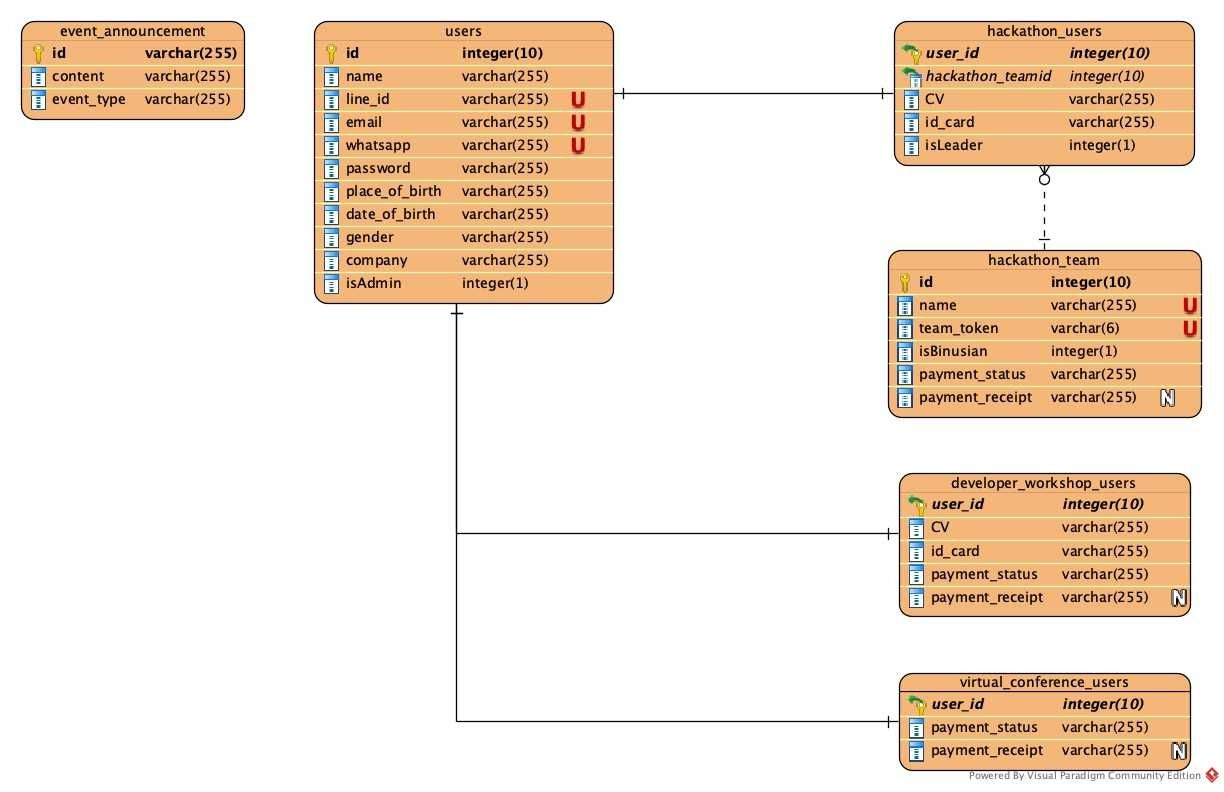 event_announcement
id varchar(255)
content varchar(255)
event_type varchar(255)
users
id integer(10)
name varchar(255)
line_id varchar(255) U
email varchar(255) U
whatsapp varchar(255) U
password varchar(255)
place_of_birth varchar(255)
date_of_birth varchar(255)
gender varchar(255)
company varchar(255)
isAdmin integer(1)
hackathon_users
user_id integer(10)
hackathon_teamid integer(10)
CV varchar(255)
id_card varchar(255)
isLeader integer(1)
hackathon_team
id integer(10)
name varchar(255) U
team_token varchar(6) U
isBinusian integer(1)
payment_status varchar(255)
payment_receipt varchar(255) N
developer_workshop_users
user_id integer(10)
CV varchar(255)
id_card varchar(255)
payment_status varchar(255)
payment_receipt varchar(255) N
virtual_conference_users
user_id integer(10)
payment_status varchar(255)
payment_receipt varchar(255) N
Powered By Visual Paradigm Community Edition